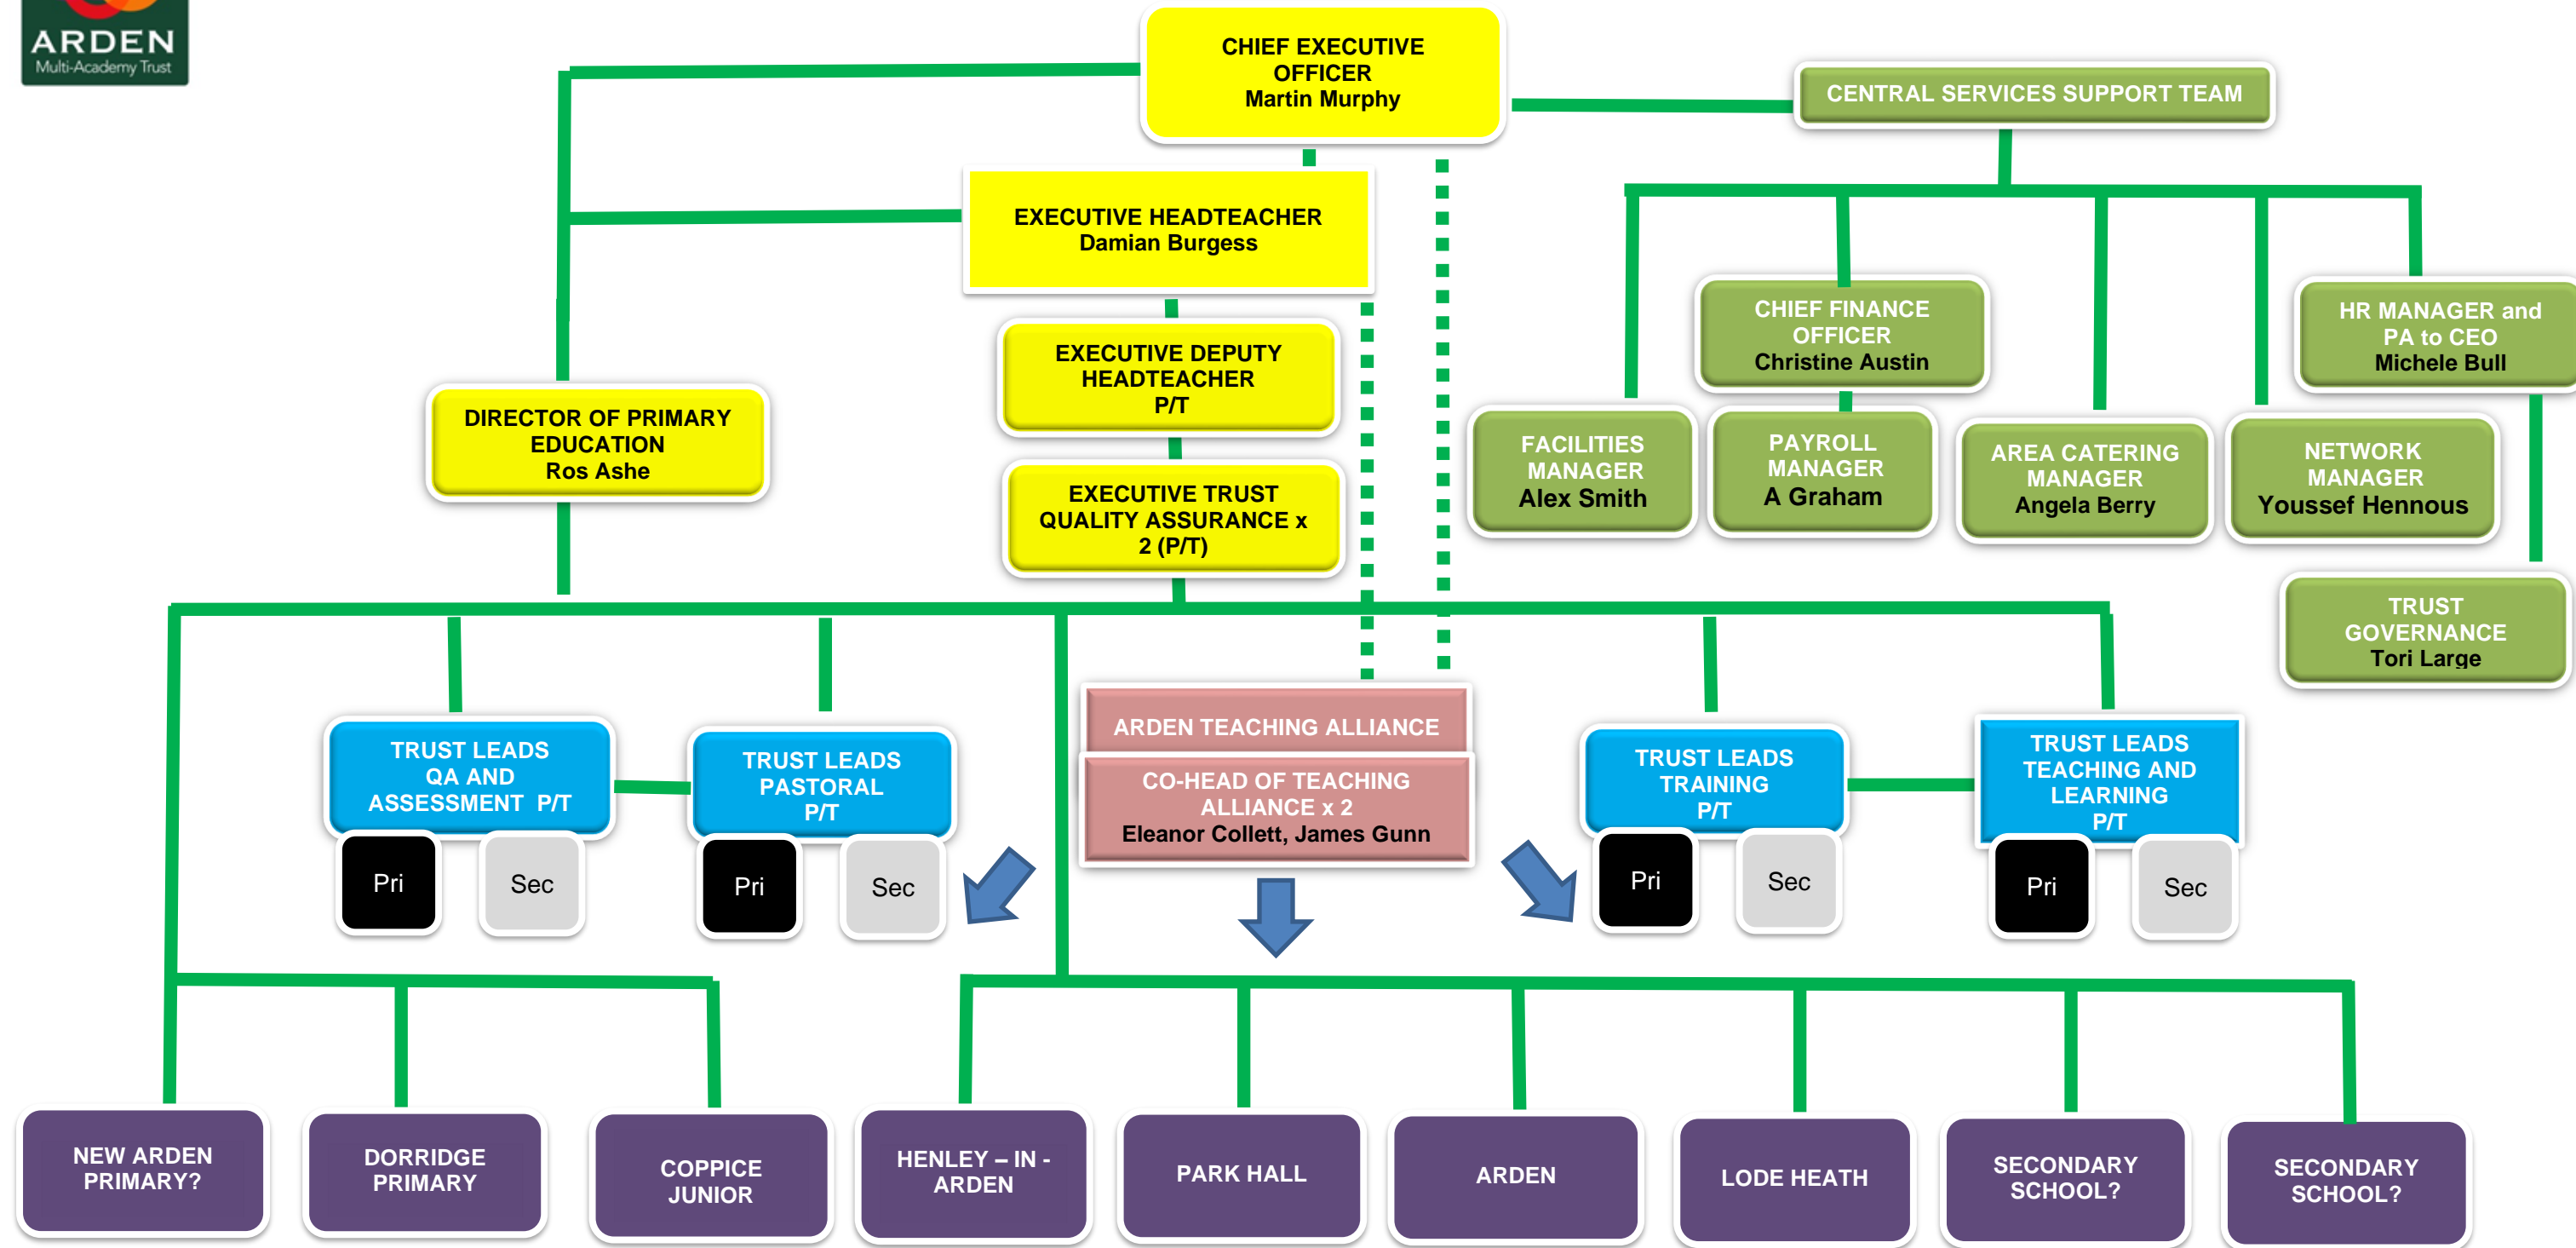 ARDEN
Multi-Academy Trust
CHIEF EXECUTIVE
OFFICER
Martin Murphy
CENTRAL SERVICES SUPPORT TEAM
EXECUTIVE HEADTEACHER
Damian Burgess
CHIEF FINANCE
OFFICER
Christine Austin
HR MANAGER and
PA to CEO
Michele Bull
EXECUTIVE DEPUTY
HEADTEACHER
P/T
DIRECTOR OF PRIMARY
EDUCATION
Ros Ashe
FACILITIES
MANAGER
Alex Smith
PAYROLL
MANAGER
A Graham
AREA CATERING
MANAGER
Angela Berry
NETWORK
MANAGER
Youssef Hennous
EXECUTIVE TRUST
QUALITY ASSURANCE x
2 (P/T)
TRUST
GOVERNANCE
Tori Large
TRUST LEADS
QA AND
ASSESSMENT P/T
Pri
Sec
TRUST LEADS
PASTORAL
P/T
Pri
Sec
ARDEN TEACHING ALLIANCE
CO-HEAD OF TEACHING
ALLIANCE x 2
Eleanor Collett, James Gunn
TRUST LEADS
TRAINING
P/T
Pri
Sec
TRUST LEADS
TEACHING AND
LEARNING
P/T
Pri
Sec
NEW ARDEN
PRIMARY?
DORRIDGE
PRIMARY
COPPICE
JUNIOR
HENLEY – IN -
ARDEN
PARK HALL
ARDEN
LODE HEATH
SECONDARY
SCHOOL?
SECONDARY
SCHOOL?